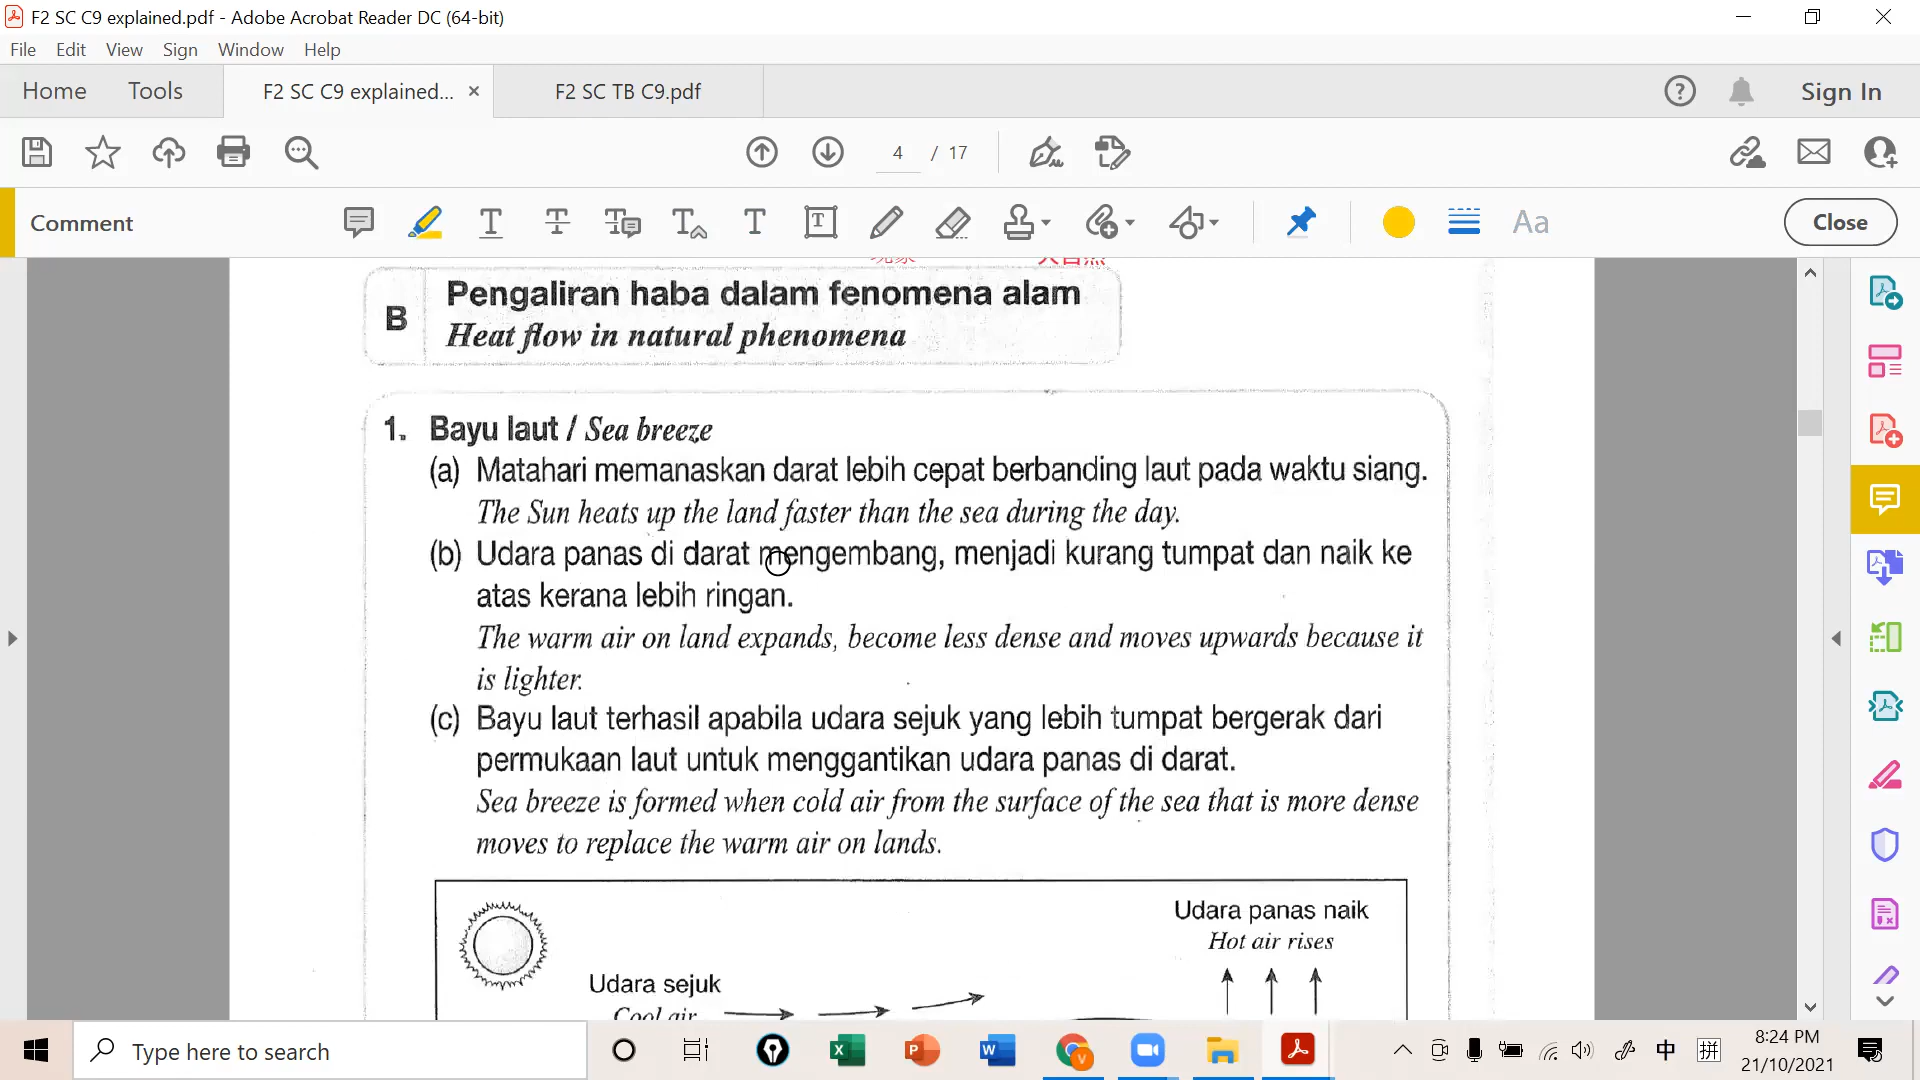 F2 SC C9 explained.pdf - Adobe Acrobat Reader DC (64-bit)
File Edit View Sign Window Help
Home Tools F2 SC C9 explained... × F2 SC TB C9.pdf Sign In
4 / 17
Comment Aa Close
B Pengaliran haba dalam fenomena alam
Heat flow in natural phenomena
1. Bayu laut / Sea breeze
(a) Matahari memanaskan darat lebih cepat berbanding laut pada waktu siang.
The Sun heats up the land faster than the sea during the day.
(b) Udara panas di darat mengembang, menjadi kurang tumpat dan naik ke
atas kerana lebih ringan.
The warm air on land expands, become less dense and moves upwards because it
is lighter.
(c) Bayu laut terhasil apabila udara sejuk yang lebih tumpat bergerak dari
permukaan laut untuk menggantikan udara panas di darat.
Sea breeze is formed when cold air from the surface of the sea that is more dense
moves to replace the warm air on lands.
Udara panas naik
Hot air rises
Udara sejuk
Cool air
Type here to search
中 拼 8:24 PM
21/10/2021